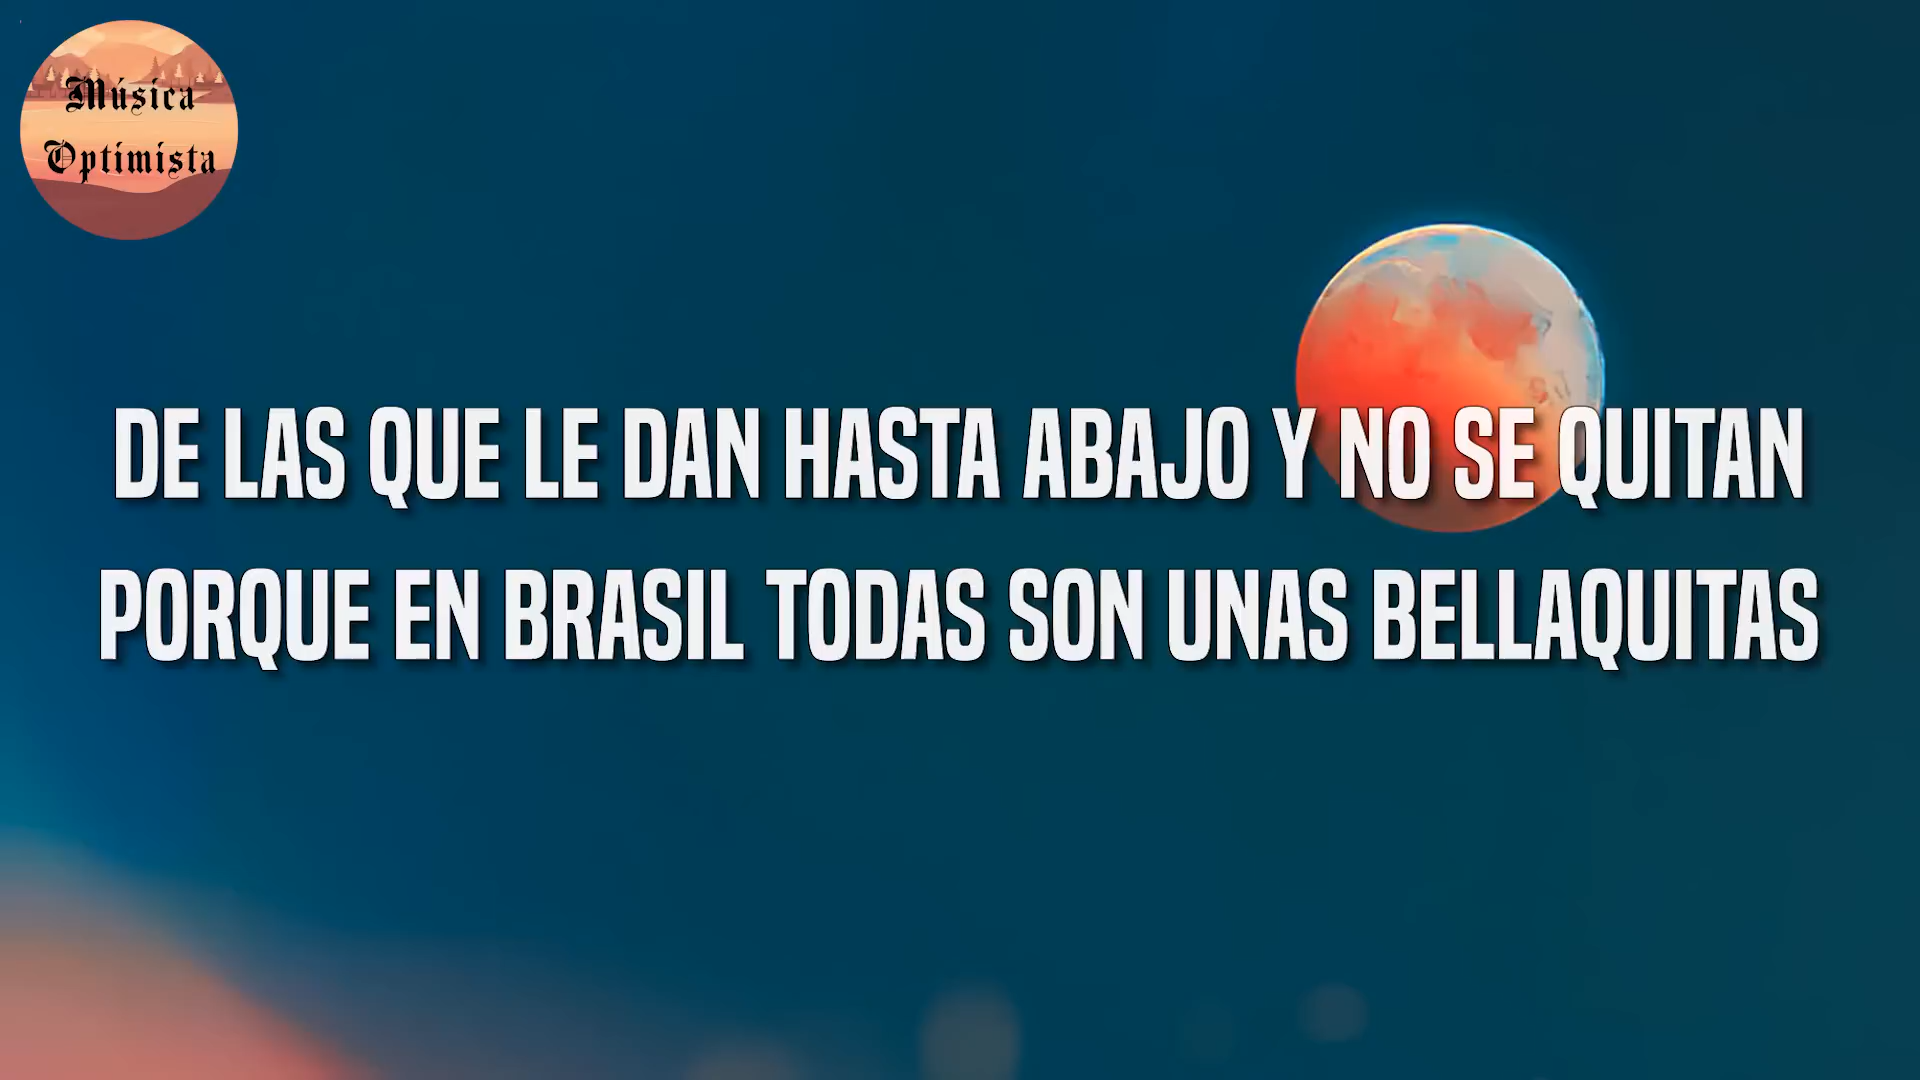 Música
Optimista
DE LAS QUE LE DAN HASTA ABAJO Y NO SE QUITAN
PORQUE EN BRASIL TODAS SON UNAS BELLAQUITAS